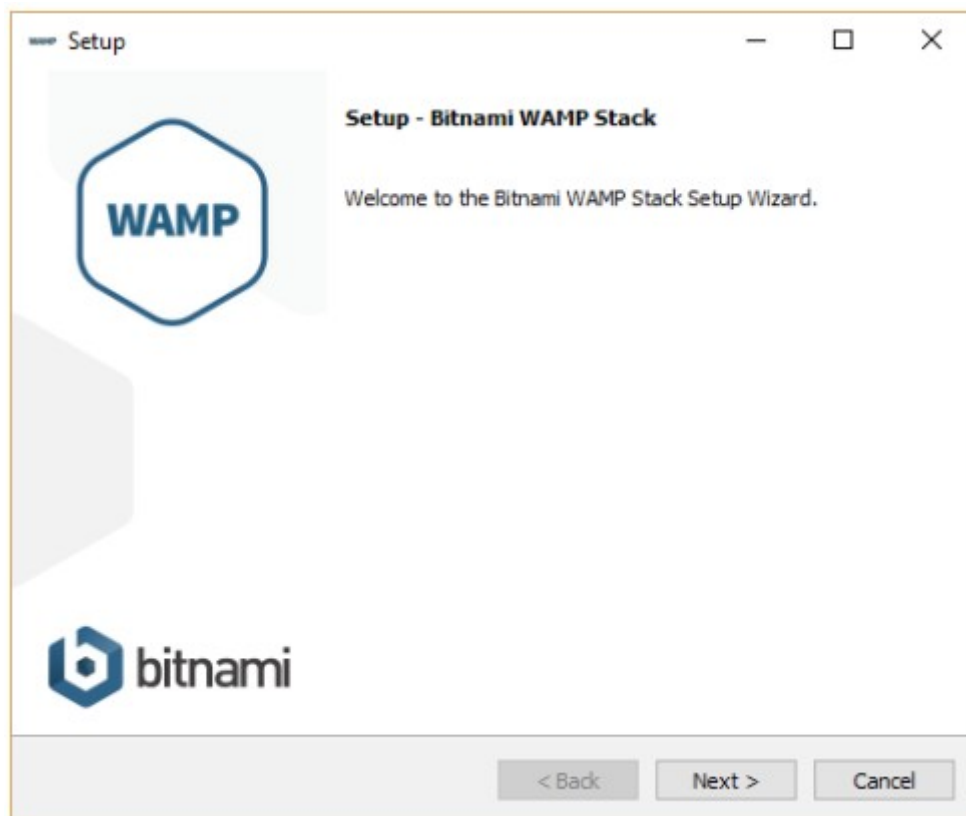 Setup
Setup - Bitnami WAMP Stack
WAMP
Welcome to the Bitnami WAMP Stack Setup Wizard.
bitnami
< Back
Next >
Cancel